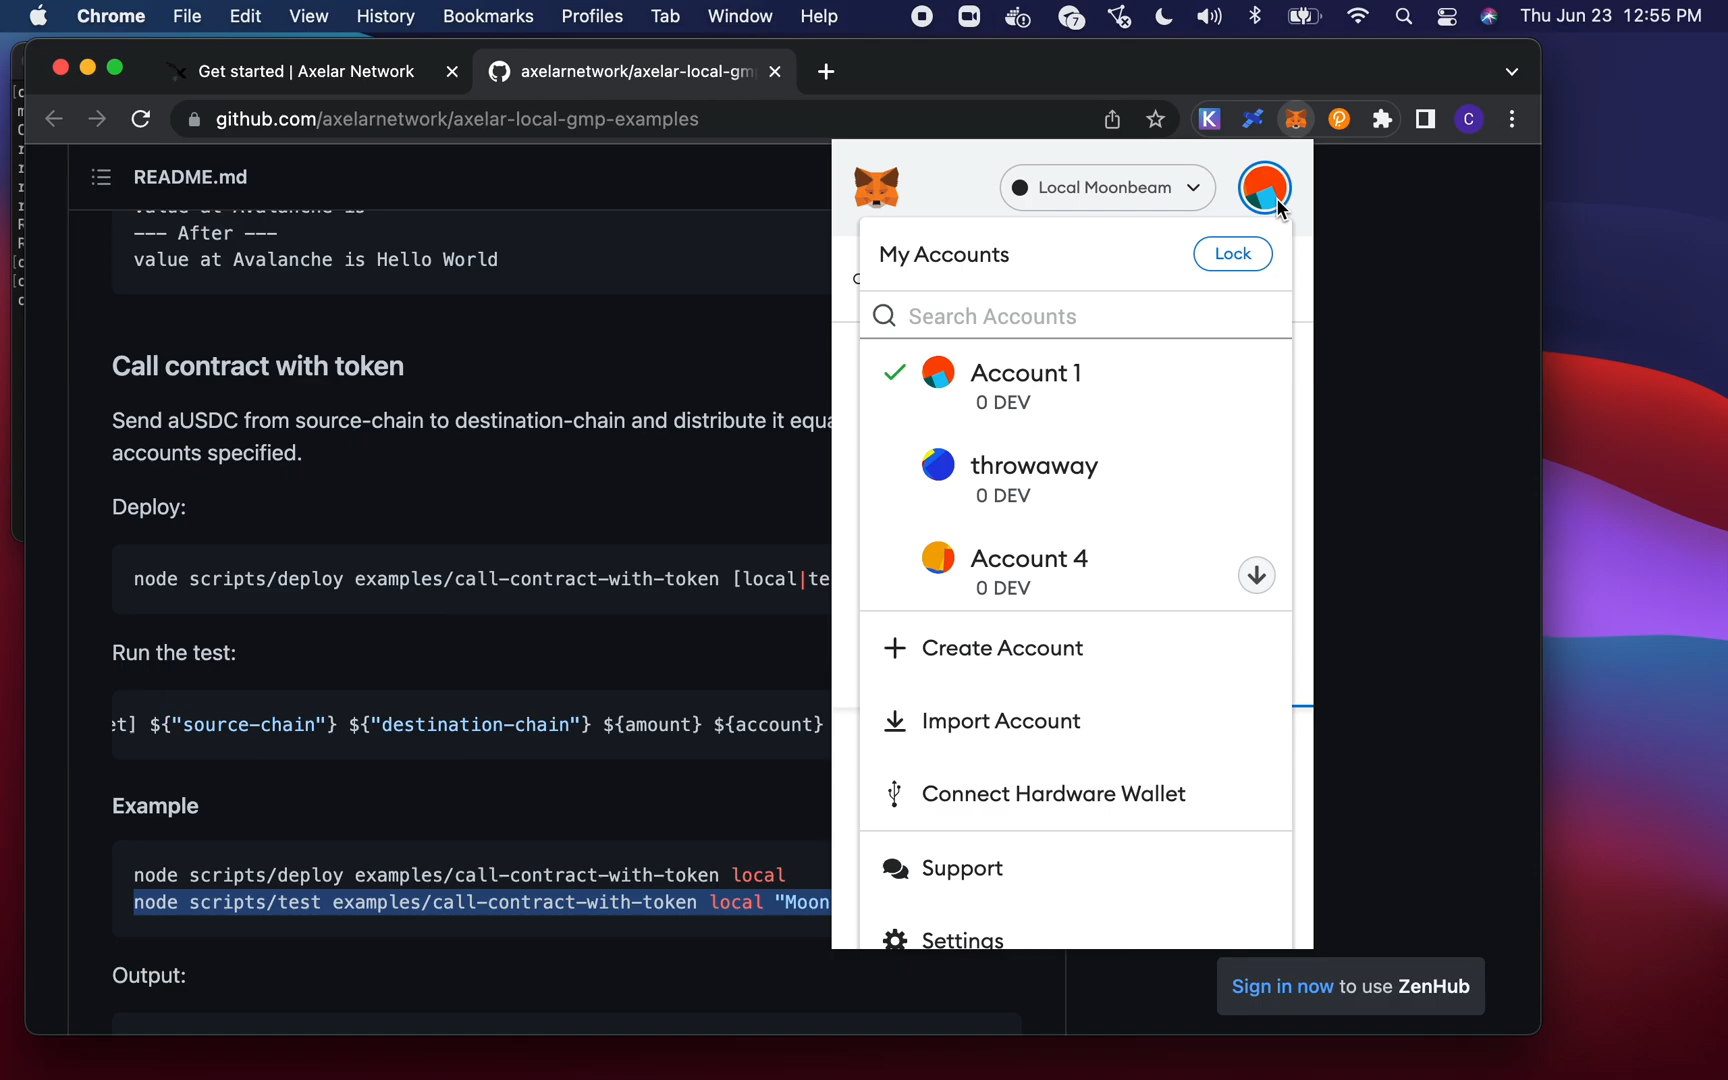 Chrome File Edit View History Bookmarks Profiles Tab Window Help 7 Thu Jun 23 12:55 PM
Get started | Axelar Network axelarnetwork/axelar-local-gm
github.com/axelarnetwork/axelar-local-gmp-examples K C
README.md
--- After ---
value at Avalanche is Hello World
Call contract with token
Send aUSDC from source-chain to destination-chain and distribute it equa
accounts specified.
Deploy:
node scripts/deploy examples/call-contract-with-token [local|te
Run the test:
et] ${"source-chain"} ${"destination-chain"} ${amount} ${account}
Example
node scripts/deploy examples/call-contract-with-token local
node scripts/test examples/call-contract-with-token local "Moon
Output:
Local Moonbeam
My Accounts Lock
Search Accounts
Account 1
0 DEV
throwaway
0 DEV
Account 4
0 DEV
Create Account
Import Account
Connect Hardware Wallet
Support
Settings
Sign in now to use ZenHub